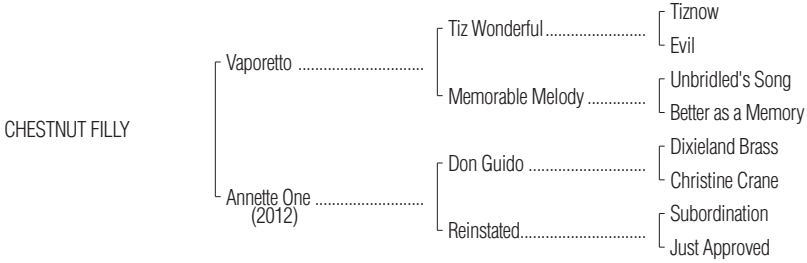 Tiznow
Tiz Wonderful........................
Evil
Vaporetto ..............................
Unbridled's Song
Memorable Melody ..............
Better as a Memory
CHESTNUT FILLY
Dixieland Brass
Don Guido ............................
Christine Crane
Annette One ..........................
(2012)
Subordination
Reinstated..............................
Just Approved